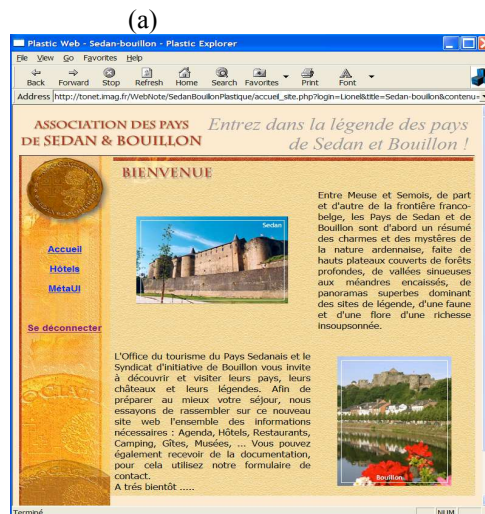 (a)
Plastic Web - Sedan-bouillon - Plastic Explorer
File View Go Favorites Help
Back Forward Stop Refresh Home Search Favorites Print Font
Address http://tonet.imag.fr/WebNote/SedanBouillonPlastique/accueil_site.php?login=Lionel&title=Sedan-bouillon&contenu=
ASSOCIATION DES PAYS
DE SEDAN & BOUILLON
Entrez dans la légende des pays
de Sedan et Bouillon !
BIENVENUE
Accueil
Hôtels
MétaUI
Se déconnecter
Sedan
Entre Meuse et Semois, de part
et d'autre de la frontière franco-
belge, les Pays de Sedan et de
Bouillon sont d'abord un résumé
des charmes et des mystères de
la nature ardennaise, faite de
hauts plateaux couverts de forêts
profondes, de vallées sinueuses
aux méandres encaissés, de
panoramas superbes dominant
des sites de légende, d'une faune
et d'une flore d'une richesse
insoupsonnée.
L'Office du tourisme du Pays Sedanais et le
Syndicat d'initiative de Bouillon vous invite
à découvrir et visiter leurs pays, leurs
châteaux et leurs légendes. Afin de
préparer au mieux votre séjour, nous
essayons de rassembler sur ce nouveau
site web l'ensemble des informations
nécessaires : Agenda, Hôtels, Restaurants,
Camping, Gîtes, Musées, ... Vous pouvez
également recevoir de la documentation,
pour cela utilisez notre formulaire de
contact.
A trés bientôt .....
Bouillon
Terminé
NUM